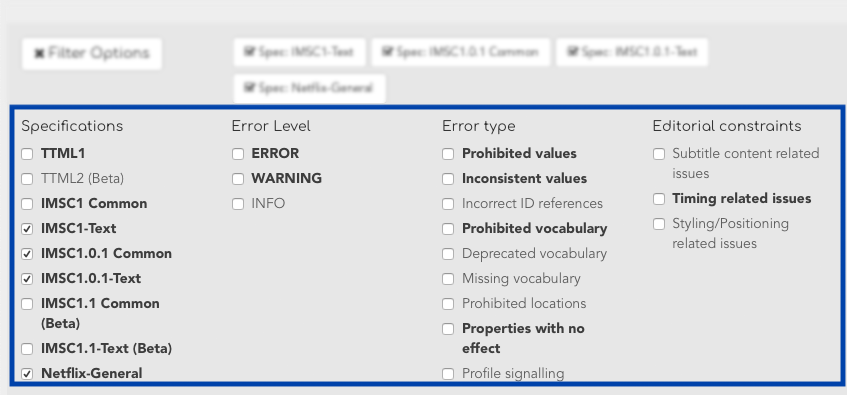 Filter Options
Spec: IMSC1-Text
Spec: IMSC1.0.1 Common
Spec: IMSC1.0.1-Text
Spec: Netflix-General
Specifications
TTML1
TTML2 (Beta)
IMSC1 Common
IMSC1-Text
IMSC1.0.1 Common
IMSC1.0.1-Text
IMSC1.1 Common
(Beta)
IMSC1.1-Text (Beta)
Netflix-General
Error Level
ERROR
WARNING
INFO
Error type
Prohibited values
Inconsistent values
Incorrect ID references
Prohibited vocabulary
Deprecated vocabulary
Missing vocabulary
Prohibited locations
Properties with no
effect
Profile signalling
Editorial constraints
Subtitle content related
issues
Timing related issues
Styling/Positioning
related issues